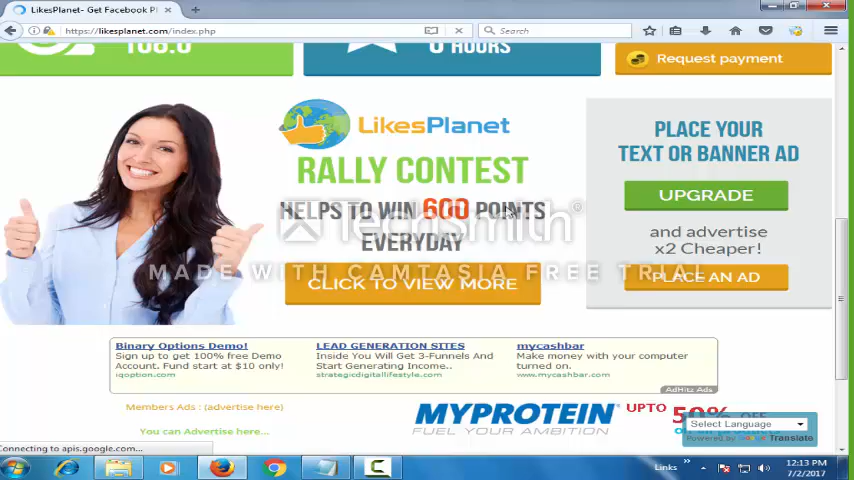 LikesPlanet- Get Facebook P
https://likesplanet.com/index.php
Search
HOURS
Request payment
LikesPlanet
RALLY CONTEST
HELPS TO WIN 600 POINTS
EVERYDAY
CLICK TO VIEW MORE
PLACE YOUR
TEXT OR BANNER AD
UPGRADE
and advertise
x2 Cheaper!
PLACE AN AD
TechSmith
MADE WITH CAMTASIA FREE TRIAL
Binary Options Demo!
Sign up to get 100% free Demo
Account. Fund start at $10 only!
iqoption.com
LEAD GENERATION SITES
Inside You Will Get 3-Funnels And
Start Generating Income..
strategicdigitallifestyle.com
mycashbar
Make money with your computer
turned on.
www.mycashbar.com
AdHitz Ads
Members Ads : (advertise here)
You can Advertise here...
MYPROTEIN
FUEL YOUR AMBITION
UPTO
50% OFF
Select Language
Powered by Google Translate
Connecting to apis.google.com...
Links
12:13 PM
7/2/2017